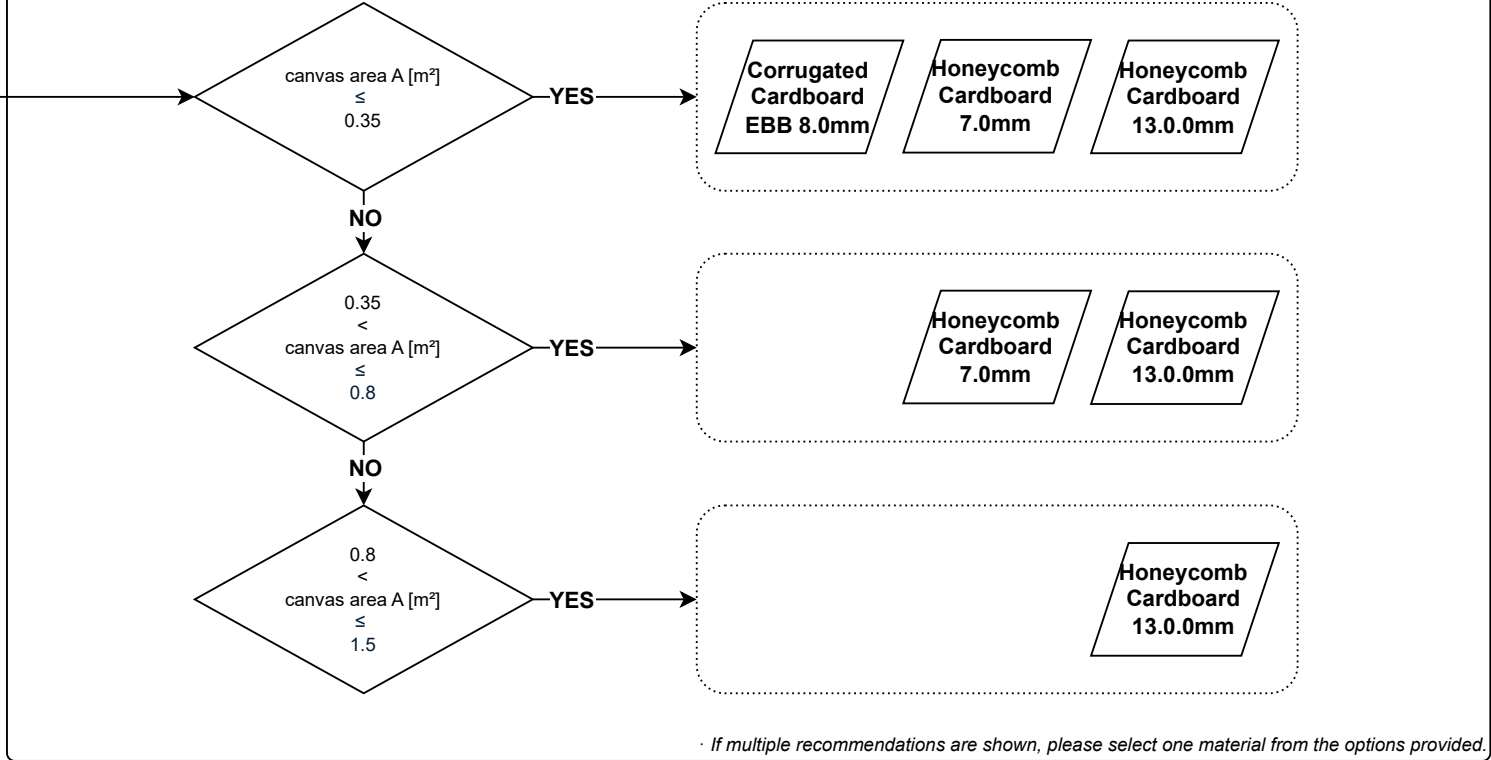 canvas area A [m²]
≤
0.35
YES
Corrugated
Cardboard
EBB 8.0mm
Honeycomb
Cardboard
7.0mm
Honeycomb
Cardboard
13.0.0mm
NO
0.35
<
canvas area A [m²]
≤
0.8
YES
Honeycomb
Cardboard
7.0mm
Honeycomb
Cardboard
13.0.0mm
NO
0.8
<
canvas area A [m²]
≤
1.5
YES
Honeycomb
Cardboard
13.0.0mm
· If multiple recommendations are shown, please select one material from the options provided.